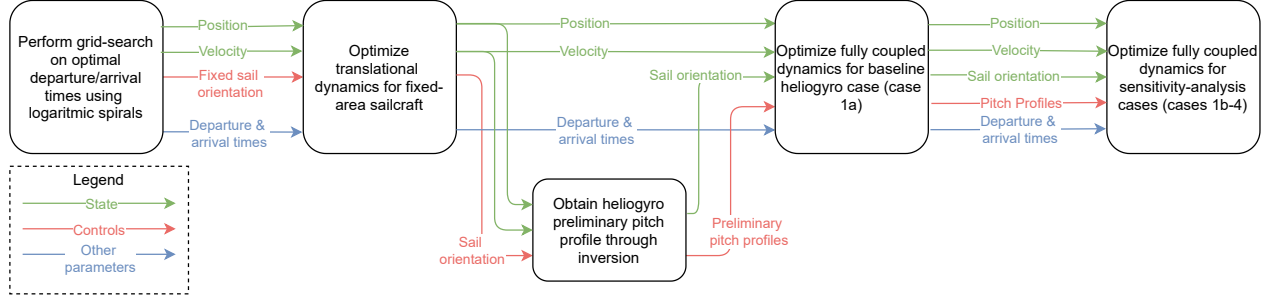 Perform grid-search
on optimal
departure/arrival
times using
logaritmic spirals
Position
Velocity
Fixed sail
orientation
Departure &
arrival times
Optimize
translational
dynamics for fixed-
area sailcraft
Position
Velocity
Sail orientation
Departure &
arrival times
Optimize fully coupled
dynamics for baseline
heliogyro case (case
1a)
Position
Velocity
Sail orientation
Pitch Profiles
Departure &
arrival times
Optimize fully coupled
dynamics for
sensitivity-analysis
cases (cases 1b-4)
Legend
State
Controls
Other
parameters
Sail
orientation
Obtain heliogyro
preliminary pitch
profile through
inversion
Preliminary
pitch profiles